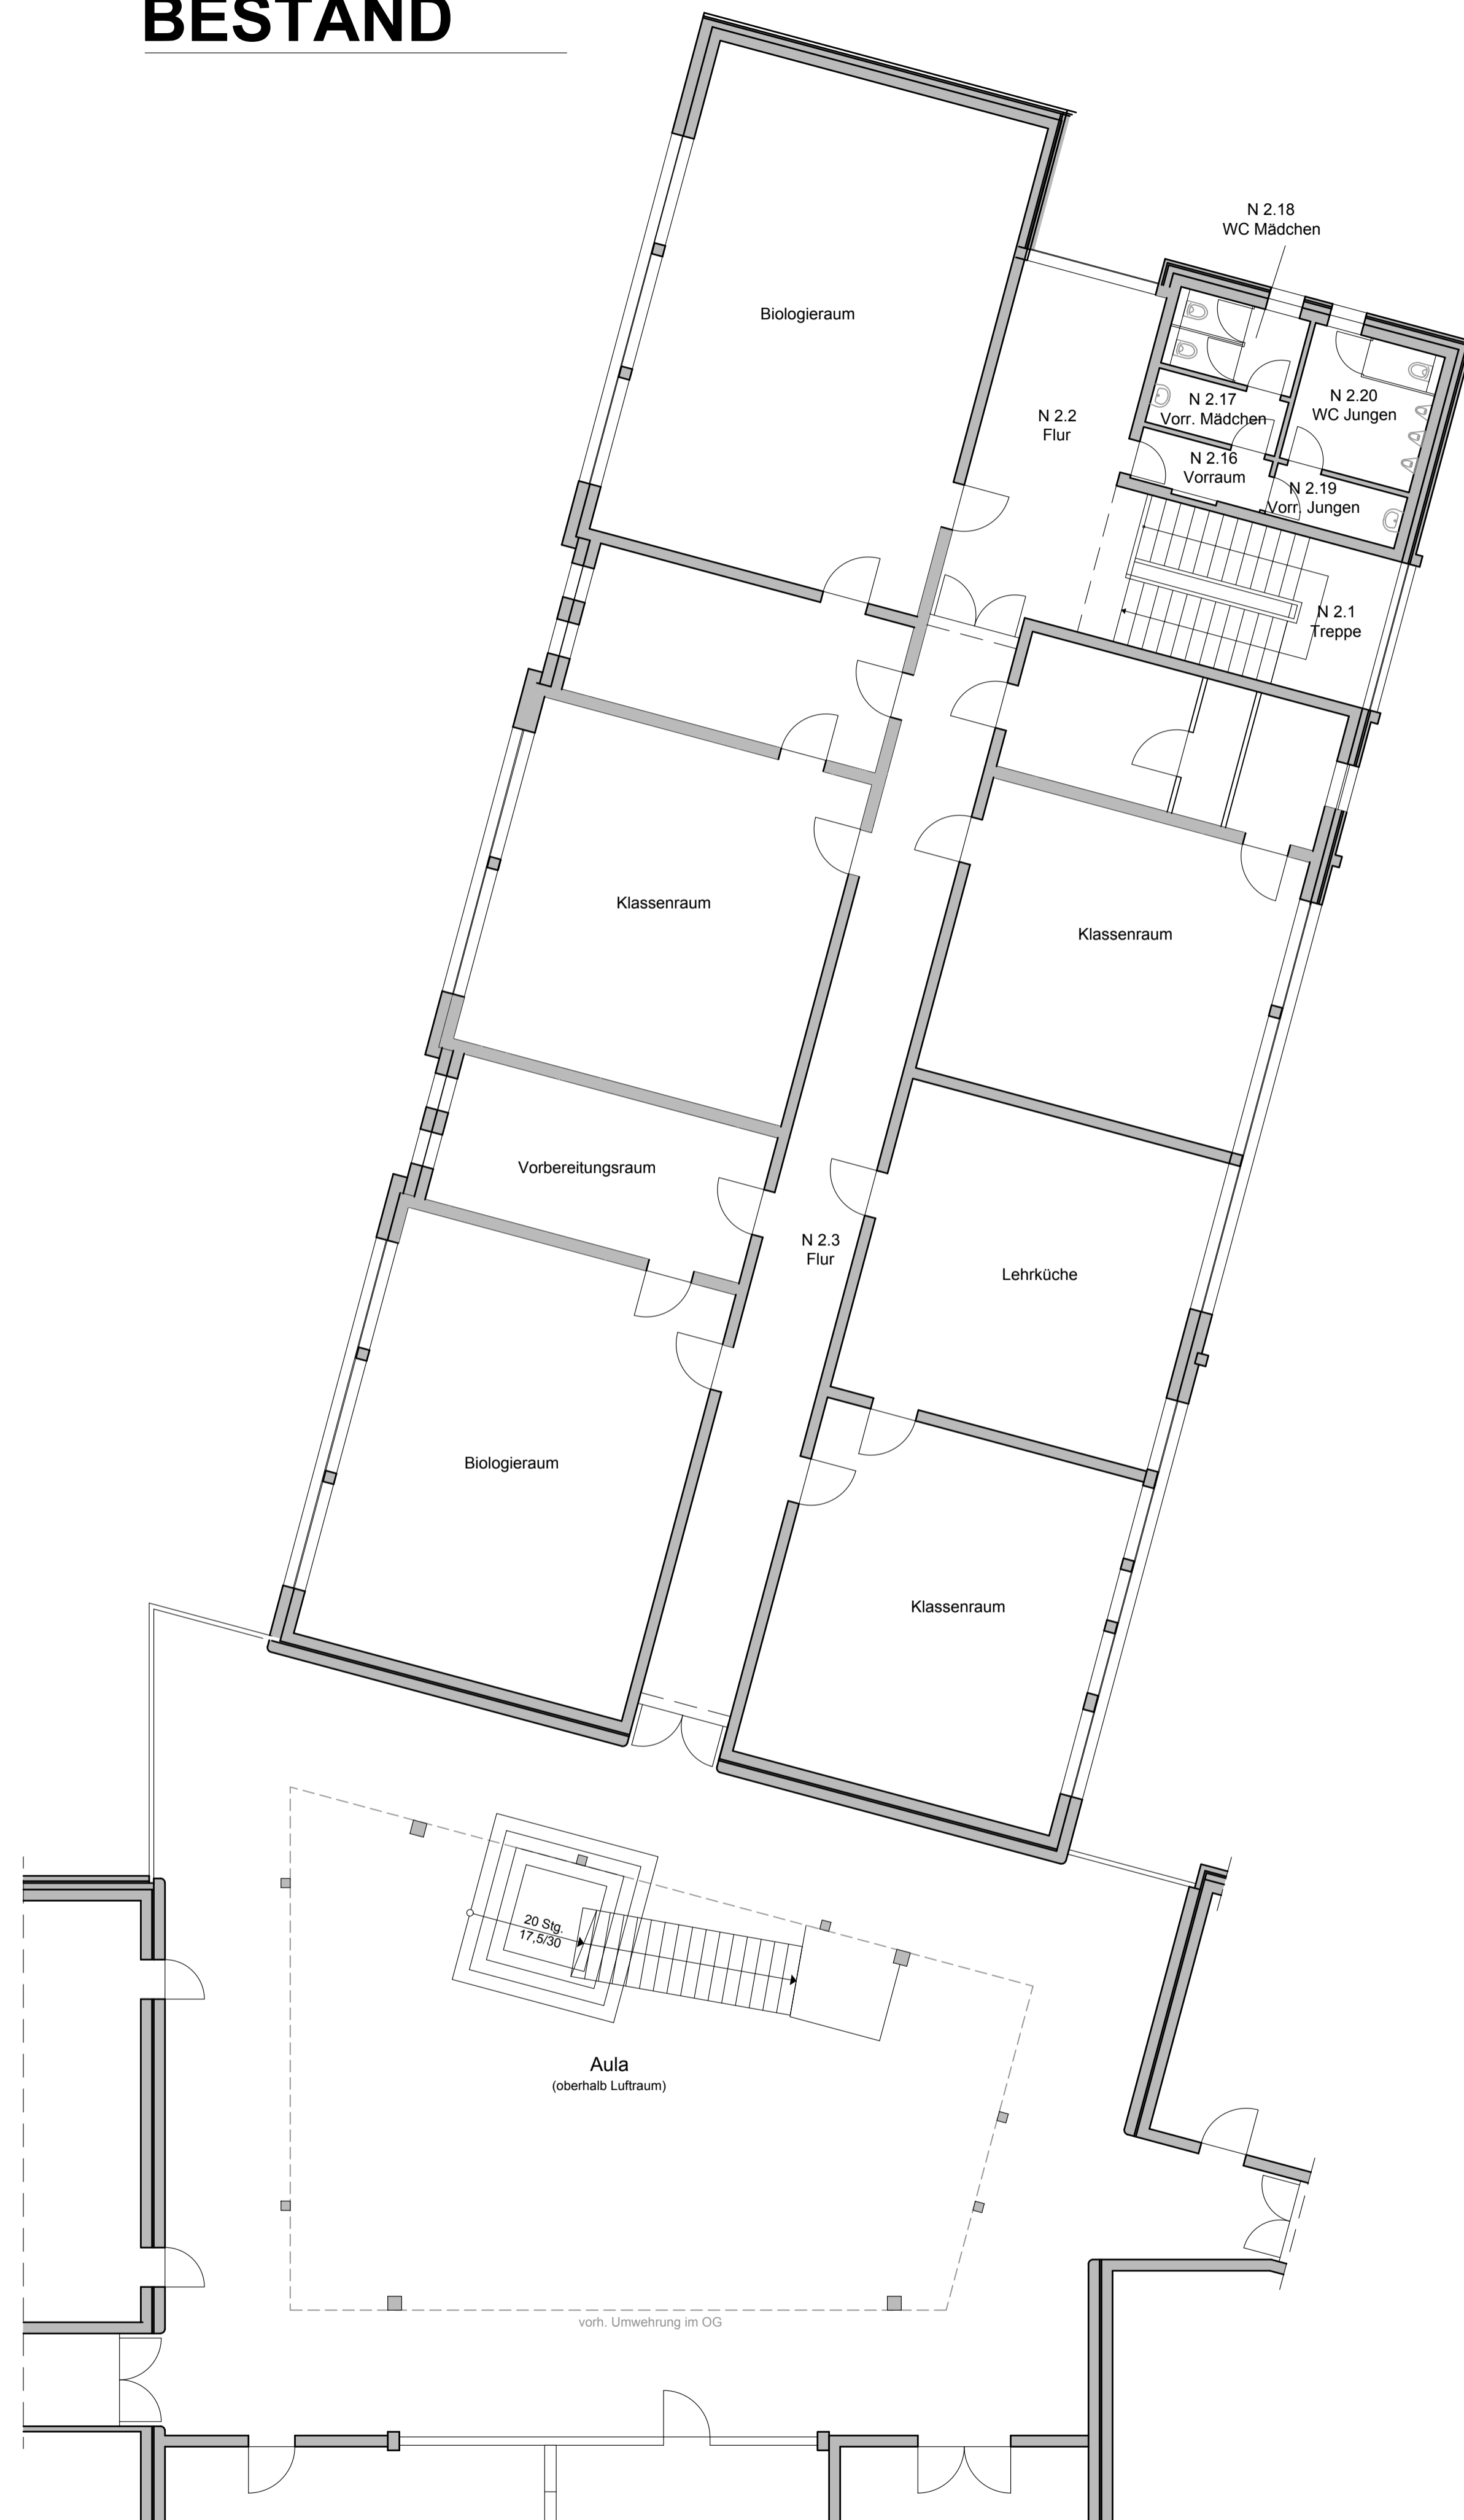 BESTAND
N 2.18
WC Mädchen
Biologieraum
N 2.17
Vorr. Mädchen
N 2.20
WC Jungen
N 2.2
Flur
N 2.16
Vorraum
N 2.19
Vorr. Jungen
N 2.1
Treppe
Klassenraum
Klassenraum
Vorbereitungsraum
N 2.3
Flur
Lehrküche
Biologieraum
Klassenraum
20 Stg.
17,5/30
Aula
(oberhalb Luftraum)
vorh. Umwehrung im OG